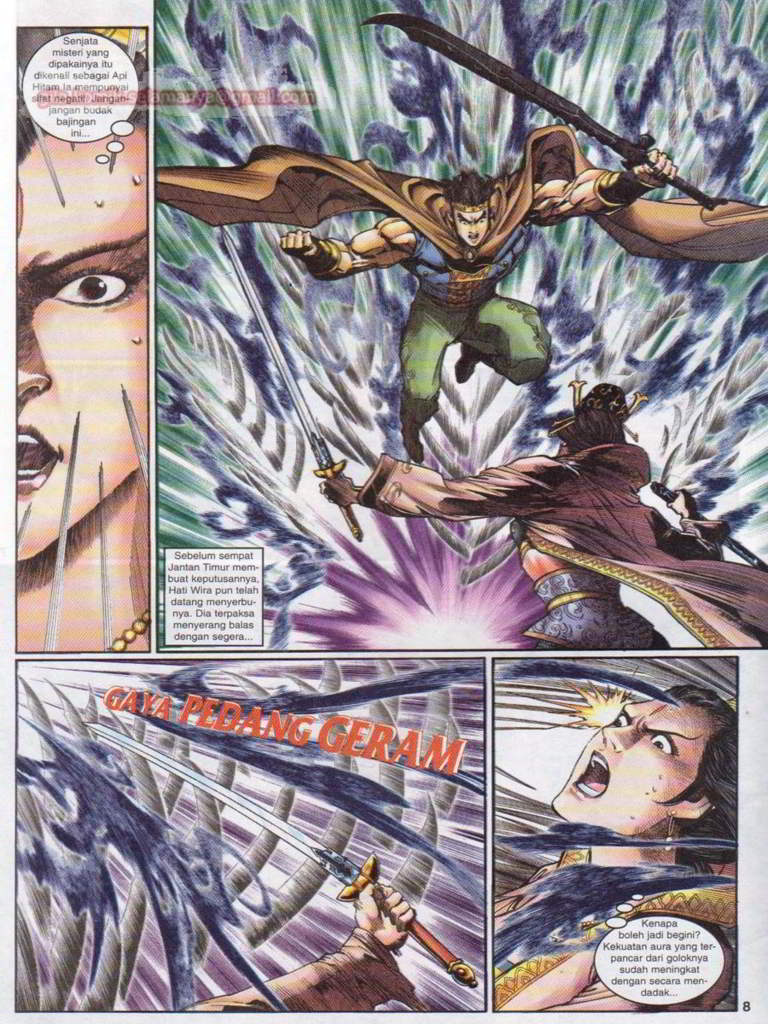 Senjata
misteri yang
dipakainya itu
dikenali sebagai Api
Hitam. Ia mempunyai
sifat negatif. Jangan-
jangan budak
bajingan
ini...
Sebelum sempat
Jantan Timur mem-
buat keputusannya,
Hati Wira pun telah
datang menyerbu-
nya. Dia terpaksa
menyerang balas
dengan segera...
GAYA PEDANG GERAM
Kenapa
boleh jadi begini?
Kekuatan aura yang ter-
pancar dari goloknya
sudah meningkat
dengan secara men-
dadak...
8